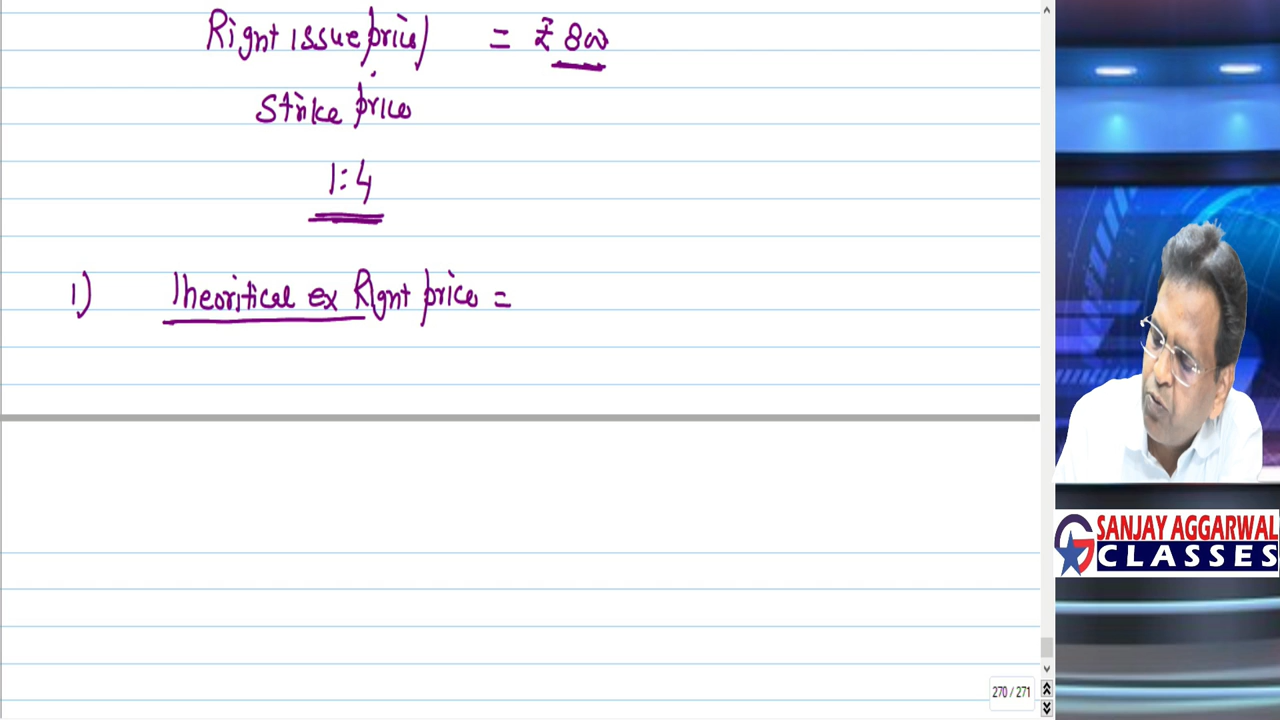 Right issue price) = ₹ 800
Strike price
1:4
1) Theoritical ex Right price =
SANJAY AGGARWAL
CLASSES
270 / 271